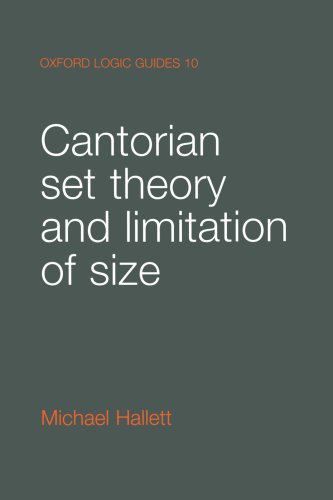 OXFORD LOGIC GUIDES 10
Cantorian
set theory
and limitation
of size
Michael Hallett